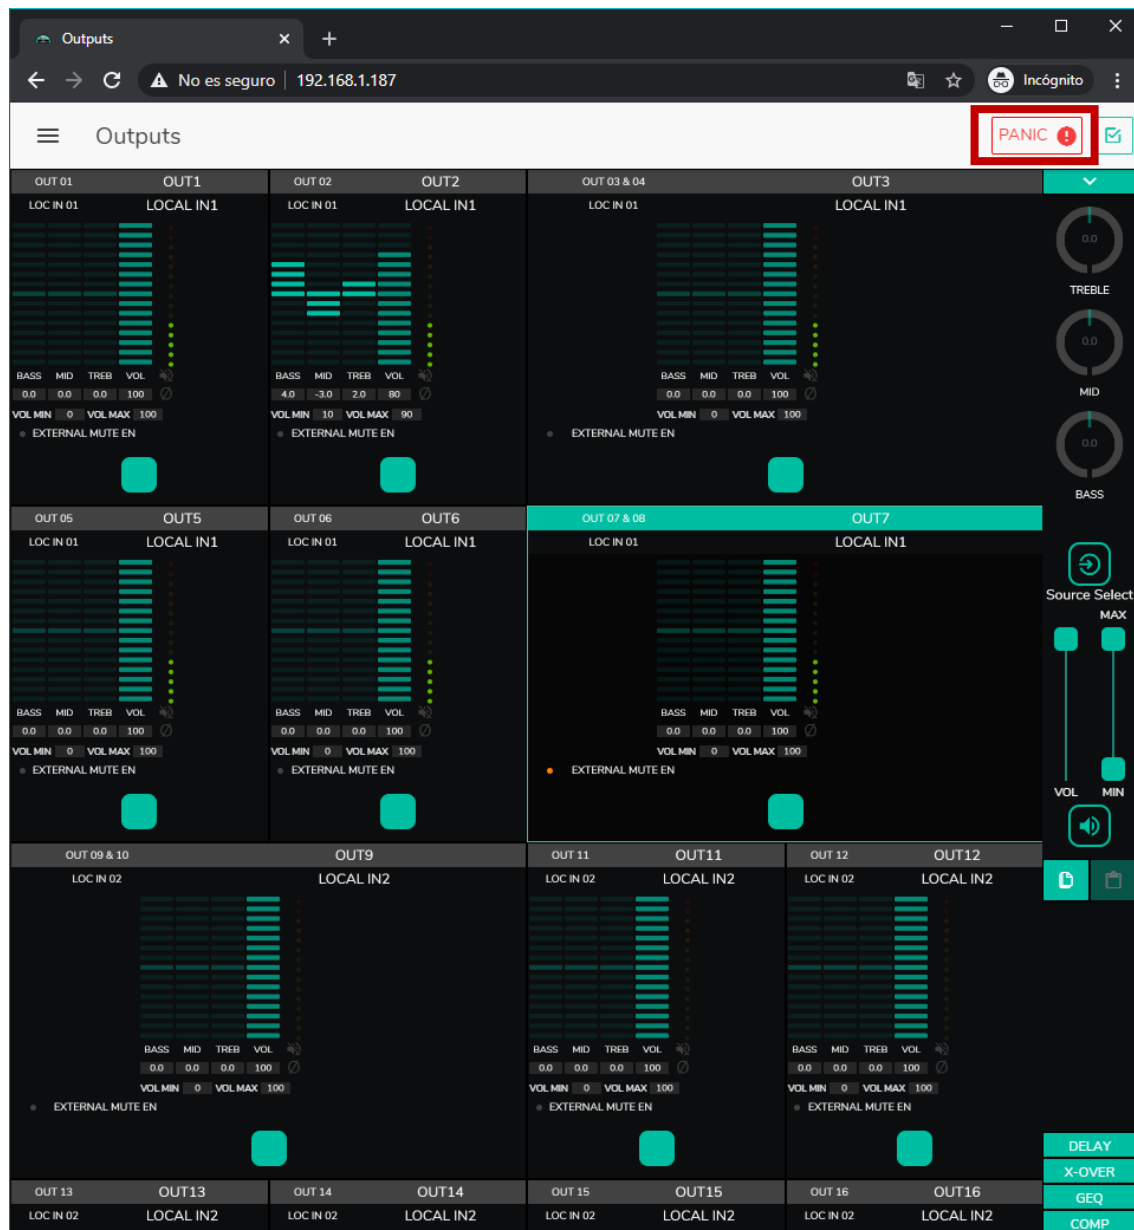 Outputs
No es seguro 192.168.1.187 Incógnito
Outputs PANIC
OUT 01 OUT1 OUT 02 OUT2 OUT 03 & 04 OUT3
LOC IN 01 LOCAL IN1 LOC IN 01 LOCAL IN1 LOC IN 01 LOCAL IN1
0.0
TREBLE
0.0
BASS MID TREB VOL BASS MID TREB VOL BASS MID TREB VOL
0.0 0.0 0.0 100 4.0 -3.0 2.0 80 0.0 0.0 0.0 100
MID
VOL MIN 0 VOL MAX 100 VOL MIN 10 VOL MAX 90 VOL MIN 0 VOL MAX 100
EXTERNAL MUTE EN EXTERNAL MUTE EN EXTERNAL MUTE EN
0.0
BASS
OUT 05 OUT5 OUT 06 OUT6 OUT 07 & 08 OUT7
LOC IN 01 LOCAL IN1 LOC IN 01 LOCAL IN1 LOC IN 01 LOCAL IN1
Source Select
MAX
BASS MID TREB VOL BASS MID TREB VOL BASS MID TREB VOL
0.0 0.0 0.0 100 0.0 0.0 0.0 100 0.0 0.0 0.0 100
VOL MIN 0 VOL MAX 100 VOL MIN 0 VOL MAX 100 VOL MIN 0 VOL MAX 100
EXTERNAL MUTE EN EXTERNAL MUTE EN EXTERNAL MUTE EN
VOL MIN
OUT 09 & 10 OUT9 OUT 11 OUT11 OUT 12 OUT12
LOC IN 02 LOCAL IN2 LOC IN 02 LOCAL IN2 LOC IN 02 LOCAL IN2
BASS MID TREB VOL BASS MID TREB VOL BASS MID TREB VOL
0.0 0.0 0.0 100 0.0 0.0 0.0 100 0.0 0.0 0.0 100
VOL MIN 0 VOL MAX 100 VOL MIN 0 VOL MAX 100 VOL MIN 0 VOL MAX 100
EXTERNAL MUTE EN EXTERNAL MUTE EN EXTERNAL MUTE EN
DELAY
X-OVER
OUT 13 OUT13 OUT 14 OUT14 OUT 15 OUT15 OUT 16 OUT16
GEQ
LOC IN 02 LOCAL IN2 LOC IN 02 LOCAL IN2 LOC IN 02 LOCAL IN2 LOC IN 02 LOCAL IN2
COMP